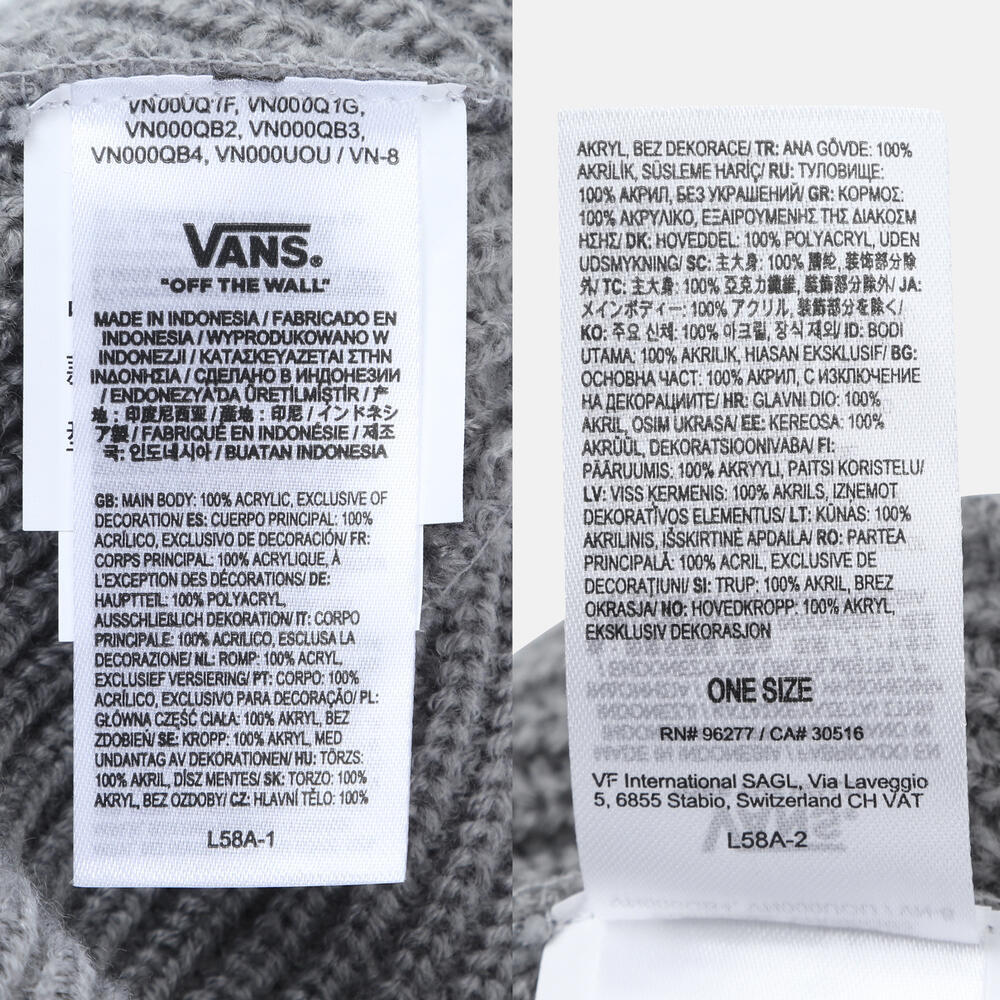 VN000Q1F, VN000Q1G,
VN000QB2, VN000QB3,
VN000QB4, VN000UOU / VN-8
VANS®
"OFF THE WALL"
MADE IN INDONESIA / FABRICADO EN
INDONESIA / WYPRODUKOWANO W
INDONEZJI / ΚΑΤΑΣΚΕΥΑΖΕΤΑΙ ΣΤΗΝ
ΙΝΔΟΝΗΣΙΑ / СДЕЛАНО В ИНДОНЕЗИИ
/ ENDONEZYA'DA ÜRETİLMİŞTİR / 产
地 : 印度尼西亚 / 產地 : 印尼 / インドネシ
ア製 / FABRIQUÉ EN INDONÉSIE / 제조
국: 인도네시아 / BUATAN INDONESIA
GB: MAIN BODY: 100% ACRYLIC, EXCLUSIVE OF
DECORATION/ ES: CUERPO PRINCIPAL: 100%
ACRÍLICO, EXCLUSIVO DE DECORACIÓN/ FR:
CORPS PRINCIPAL: 100% ACRYLIQUE, À
L'EXCEPTION DES DÉCORATIONS/ DE:
HAUPTTEIL: 100% POLYACRYL,
AUSSCHLIEßLICH DEKORATION/ IT: CORPO
PRINCIPALE: 100% ACRILICO, ESCLUSA LA
DECORAZIONE/ NL: ROMP: 100% ACRYL,
EXCLUSIEF VERSIERING/ PT: CORPO: 100%
ACRÍLICO, EXCLUSIVO PARA DECORAÇÃO/ PL:
GŁÓWNA CZĘŚĆ CIAŁA: 100% AKRYL, BEZ
ZDOBIEŃ/ SE: KROPP: 100% AKRYL, MED
UNDANTAG AV DEKORATIONEN/ HU: TÖRZS:
100% AKRIL, DÍSZ MENTES/ SK: TORZO: 100%
AKRYL, BEZ OZDOBY/ CZ: HLAVNÍ TĚLO: 100%
L58A-1
AKRYL, BEZ DEKORACE/ TR: ANA GÖVDE: 100%
AKRİLİK, SÜSLEME HARİÇ/ RU: ТУЛОВИЩЕ:
100% АКРИЛ, БЕЗ УКРАШЕНИЙ/ GR: ΚΟΡΜΟΣ:
100% ΑΚΡΥΛΙΚΟ, ΕΞΑΙΡΟΥΜΕΝΗΣ ΤΗΣ ΔΙΑΚΟΣΜ
ΗΣΗΣ/ DK: HOVEDDEL: 100% POLYACRYL, UDEN
UDSMYKNING/ SC: 主大身: 100% 腈纶, 装饰部分除
外/ TC: 主大身: 100% 亞克力纖維, 裝飾部分除外/ JA:
メインボディー: 100% アクリル, 装飾部分を除く/
KO: 주요 신체: 100% 아크릴, 장식 제외/ ID: BODI
UTAMA: 100% AKRILIK, HIASAN EKSKLUSIF/ BG:
ОСНОВНА ЧАСТ: 100% АКРИЛ, С ИЗКЛЮЧЕНИЕ
НА ДЕКОРАЦИИТЕ/ HR: GLAVNI DIO: 100%
AKRIL, OSIM UKRASA/ EE: KEREOSA: 100%
AKRÜÜL, DEKORATSIOONIVABA/ FI:
PÄÄRUUMIS: 100% AKRYYLI, PAITSI KORISTELU/
LV: VISS ĶERMENIS: 100% AKRILS, IZŅEMOT
DEKORATĪVOS ELEMENTUS/ LT: KŪNAS: 100%
AKRILINIS, IŠSKIRTINĖ APDAILA/ RO: PARTEA
PRINCIPALĂ: 100% ACRIL, EXCLUSIVE DE
DECORAȚIUNI/ SI: TRUP: 100% AKRIL, BREZ
OKRASJA/ NO: HOVEDKROPP: 100% AKRYL,
EKSKLUSIV DEKORASJON
ONE SIZE
RN# 96277 / CA# 30516
VF International SAGL, Via Laveggio
5, 6855 Stabio, Switzerland CH VAT
L58A-2